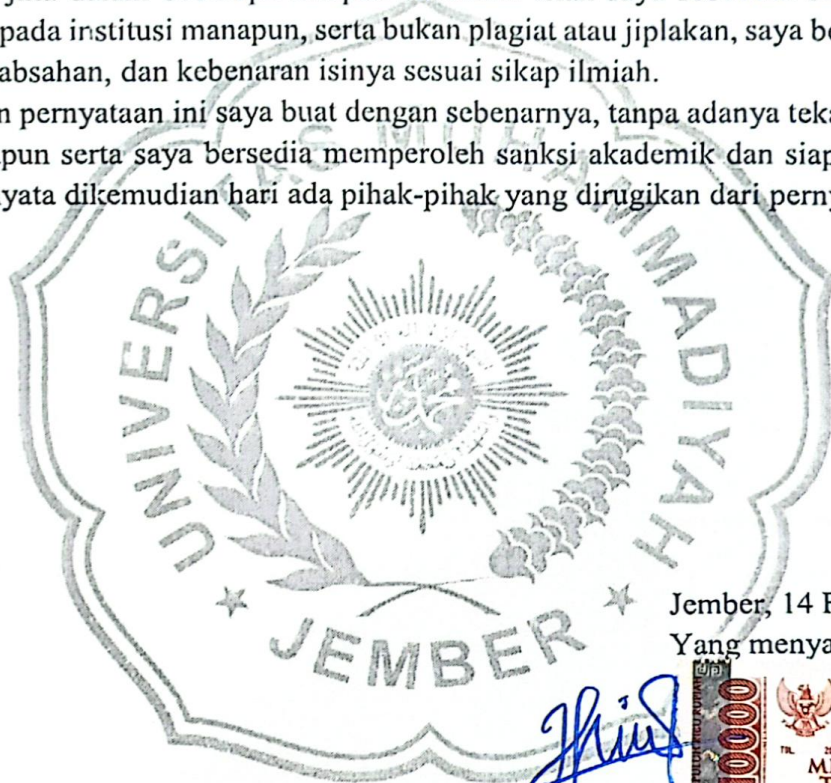 pada institusi manapun, serta bukan plagiat atau jiplakan, saya be
absahan, dan kebenaran isinya sesuai sikap ilmiah.
n pernyataan ini saya buat dengan sebenarnya, tanpa adanya teka
pun serta saya bersedia memperoleh sanksi akademik dan siap
yata dikemudian hari ada pihak-pihak yang dirugikan dari perny
UNIVERSITAS MUHAMMADIYAH
JEMBER
Jember, 14
Yang menya
10000